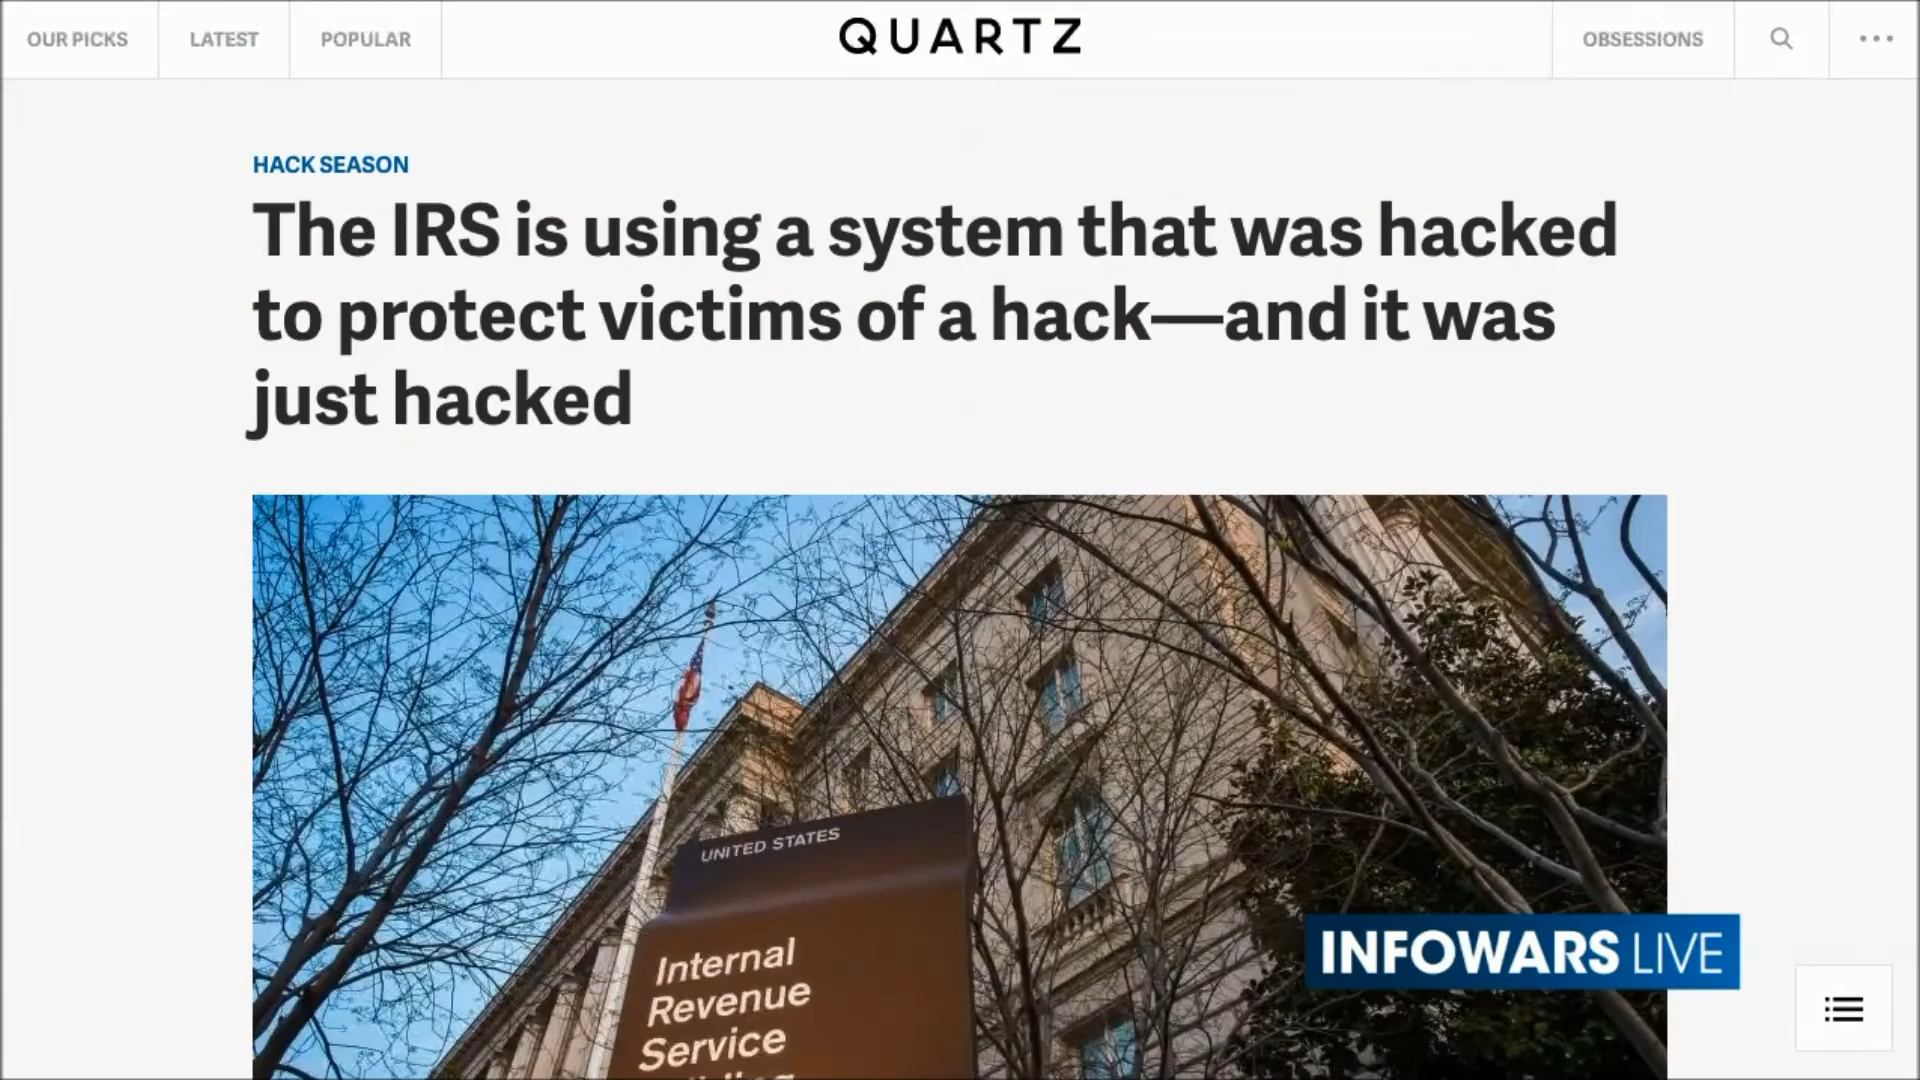 OUR PICKS
LATEST
POPULAR
QUARTZ
OBSESSIONS
HACK SEASON
The IRS is using a system that was hacked
to protect victims of a hack—and it was
just hacked
UNITED STATES
Internal
Revenue
Service
INFOWARS LIVE